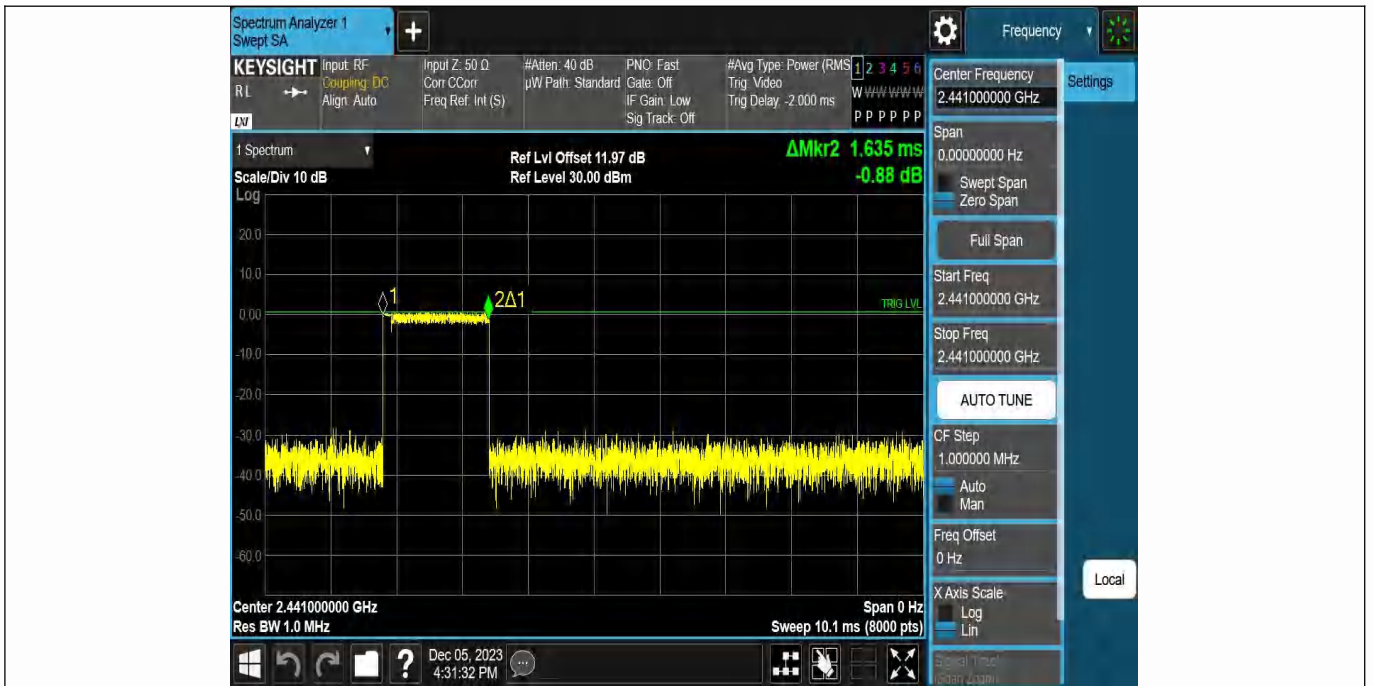 Spectrum Analyzer 1
Swept SA
Frequency
KEYSIGHT
RL
LXI
Input: RF
Coupling: DC
Align: Auto
Input Z: 50 Ω
Corr CCorr
Freq Ref: Int (S)
#Atten: 40 dB
µW Path: Standard
PNO: Fast
Gate: Off
IF Gain: Low
Sig Track: Off
#Avg Type: Power (RMS
Trig: Video
Trig Delay: -2.000 ms
1 2 3 4 5 6
W W W W W W
P P P P P P
Center Frequency
2.441000000 GHz
Settings
1 Spectrum
Scale/Div 10 dB
Log
Ref Lvl Offset 11.97 dB
Ref Level 30.00 dBm
ΔMkr2 1.635 ms
-0.88 dB
20.0
10.0
0.00
-10.0
-20.0
-30.0
-40.0
-50.0
-60.0
1
2Δ1
TRIG LVL
Span
0.00000000 Hz
Swept Span
Zero Span
Full Span
Start Freq
2.441000000 GHz
Stop Freq
2.441000000 GHz
AUTO TUNE
CF Step
1.000000 MHz
Auto
Man
Freq Offset
0 Hz
X Axis Scale
Log
Lin
Local
Signal Track
(Span Zoom)
Center 2.441000000 GHz
Res BW 1.0 MHz
Span 0 Hz
Sweep 10.1 ms (8000 pts)
Dec 05, 2023
4:31:32 PM